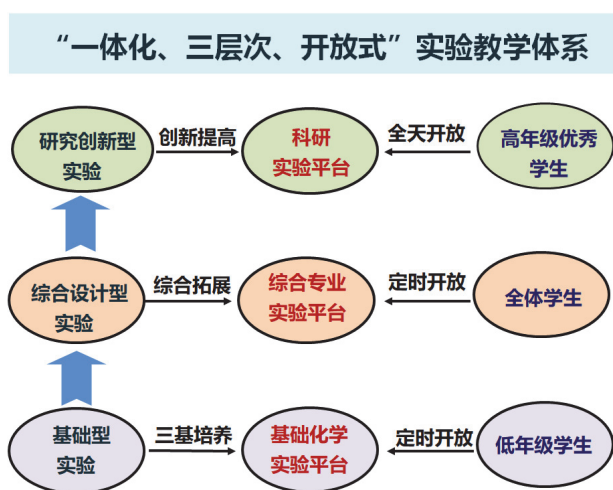 “一体化、三层次、开放式”实验教学体系
研究创新型
实验
创新提高
科研
实验平台
全天开放
高年级优秀
学生
综合设计型
实验
综合拓展
综合专业
实验平台
定时开放
全体学生
基础型
实验
三基培养
基础化学
实验平台
定时开放
低年级学生